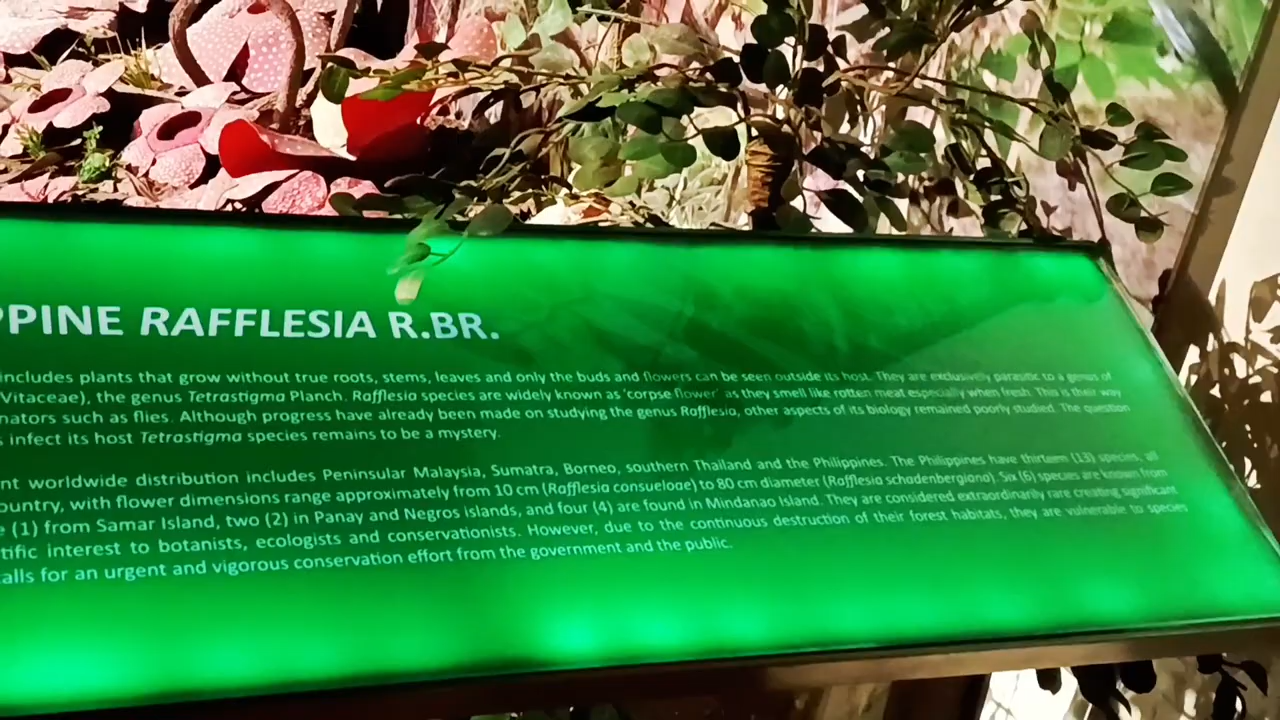 PPINE RAFFLESIA R.BR.
includes plants that grow without true roots, stems, leaves and only the buds and flowers can be seen outside its host. They are exclusively parasitic to a genus of
Vitaceae), the genus Tetrastigma Planch. Rafflesia species are widely known as 'corpse flower' as they smell like rotten meat especially when fresh. This is their way
nators such as flies. Although progress have already been made on studying the genus Rafflesia, other aspects of its biology remained poorly studied. The question
s infect its host Tetrastigma species remains to be a mystery.
nt worldwide distribution includes Peninsular Malaysia, Sumatra, Borneo, southern Thailand and the Philippines. The Philippines have thirteen (13) species, all
ountry, with flower dimensions range approximately from 10 cm (Rafflesia consueloae) to 80 cm diameter (Rafflesia schadenbergiana). Six (6) species are known from
e (1) from Samar Island, two (2) in Panay and Negros islands, and four (4) are found in Mindanao Island. They are considered extraordinarily rare creating significant
tific interest to botanists, ecologists and conservationists. However, due to the continuous destruction of their forest habitats, they are vulnerable to species
alls for an urgent and vigorous conservation effort from the government and the public.